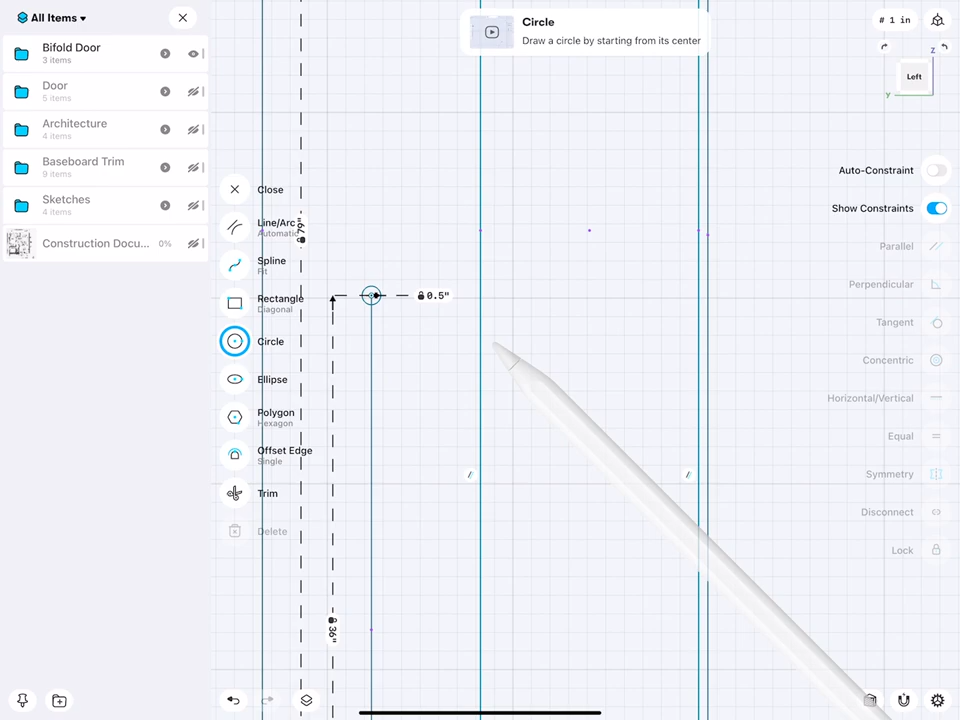 All Items
Bifold Door
3 items
Door
5 items
Architecture
4 items
Baseboard Trim
9 items
Sketches
4 items
Construction Docu...
0%
Circle
Draw a circle by starting from its center
# 1 in
Z
Left
Y
Close
Line/Arc
Automatic
Spline
Fit
Rectangle
Diagonal
Circle
Ellipse
Polygon
Hexagon
Offset Edge
Single
Trim
Delete
79"
0.5"
36"
Auto-Constraint
Show Constraints
Parallel
Perpendicular
Tangent
Concentric
Horizontal/Vertical
Equal
Symmetry
Disconnect
Lock